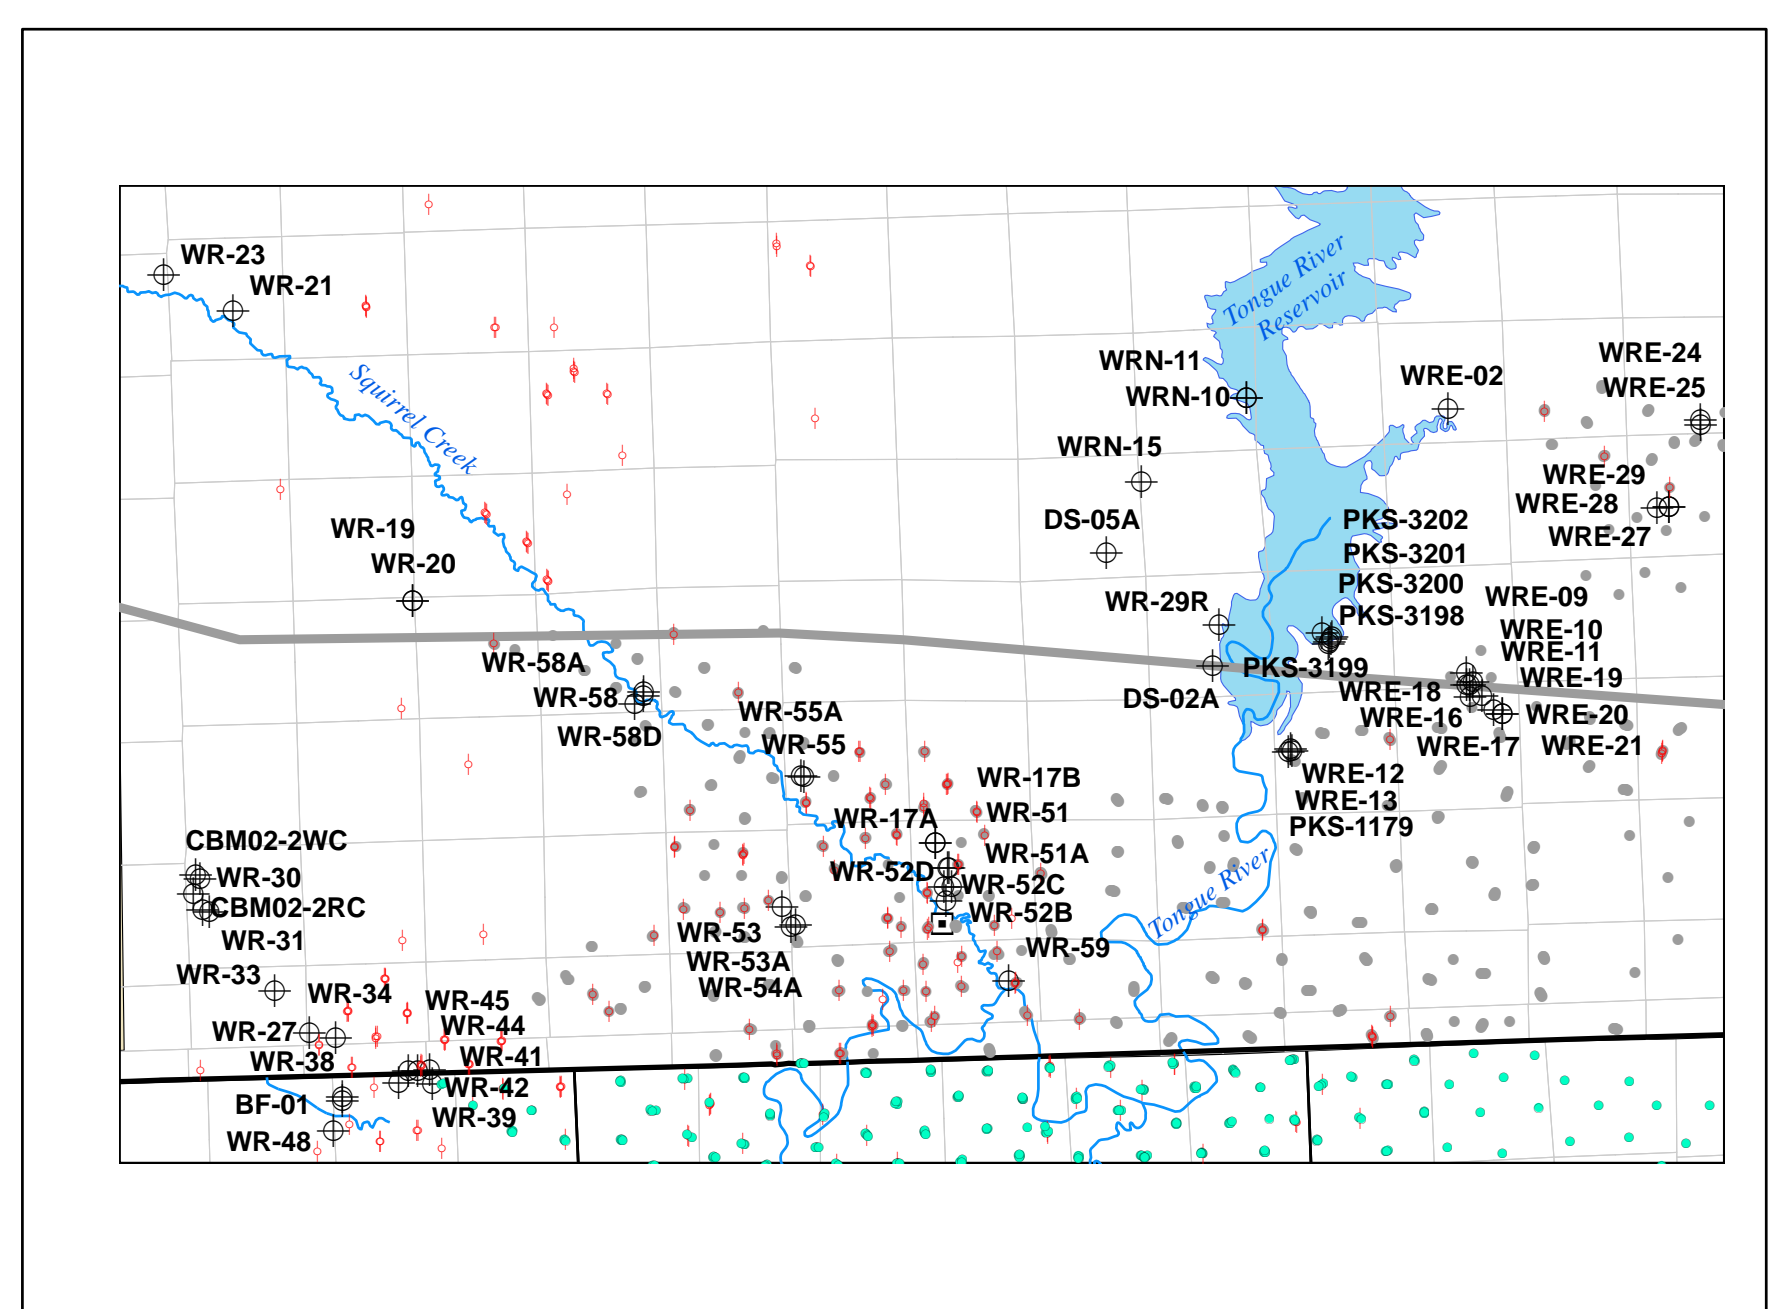 WR-23
WR-21
Squirrel Creek
Tongue River
Reservoir
WRN-11
WRN-10
WRE-02
WRE-24
WRE-25
WRN-15
WRE-29
WRE-28
WRE-27
DS-05A
WR-19
WR-20
PKS-3202
PKS-3201
PKS-3200
PKS-3198
WR-29R
PKS-3199
DS-02A
WRE-09
WRE-10
WRE-11
WRE-19
WRE-18
WRE-16
WRE-20
WRE-17
WRE-21
WR-58A
WR-58
WR-58D
WR-55A
WR-55
WRE-12
WRE-13
PKS-1179
WR-17B
WR-51
WR-17A
WR-51A
WR-52D
WR-52C
WR-52B
WR-59
Tongue River
CBM02-2WC
WR-30
CBM02-2RC
WR-31
WR-53
WR-53A
WR-54A
WR-33
WR-34
WR-45
WR-44
WR-27
WR-38
WR-41
WR-42
BF-01
WR-39
WR-48